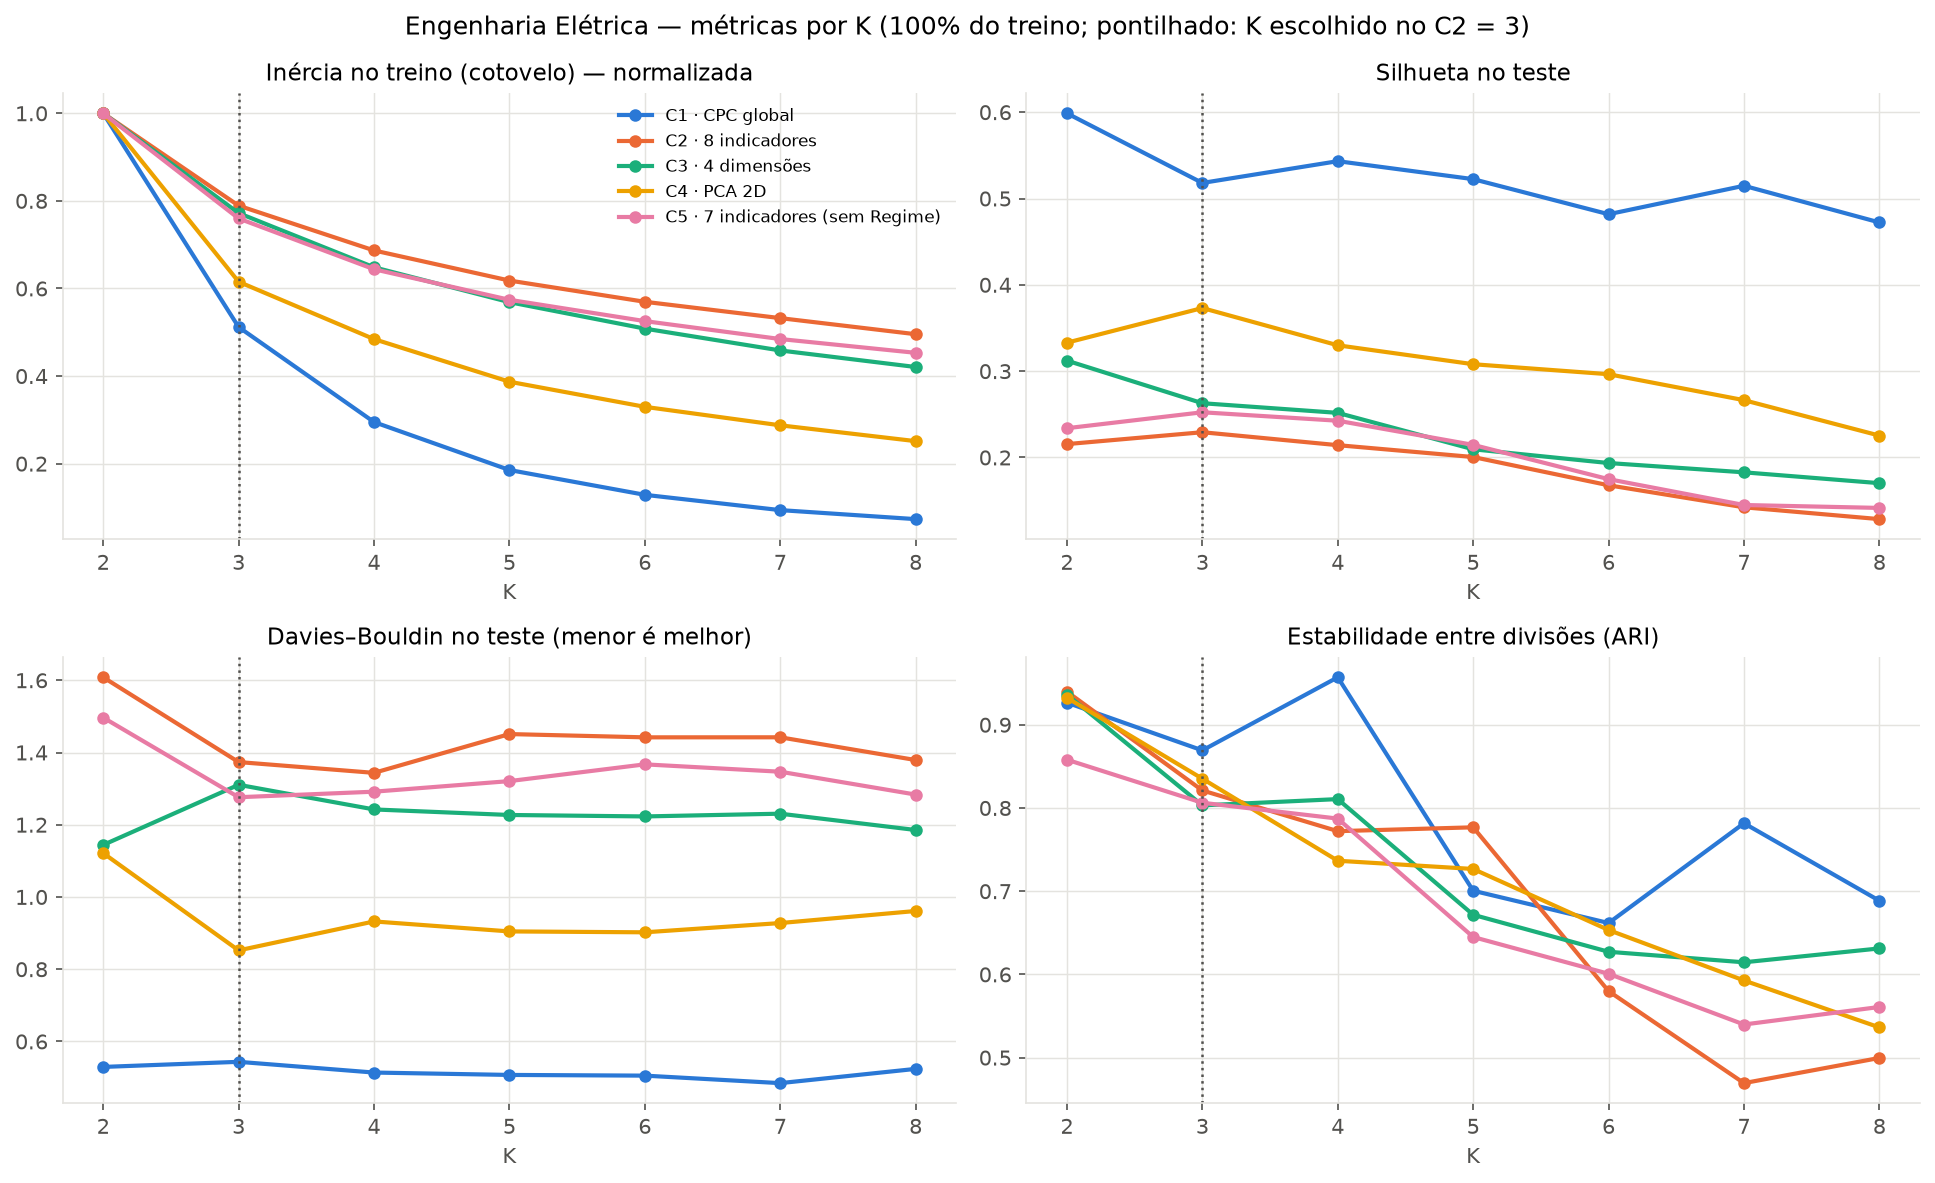 Engenharia Elétrica — métricas por K (100% do treino; pontilhado: K escolhido no C2 = 3)
Inércia no treino (cotovelo) — normalizada
1.0
0.8
0.6
0.4
0.2
C1 · CPC global
C2 · 8 indicadores
C3 · 4 dimensões
C4 · PCA 2D
C5 · 7 indicadores (sem Regime)
2 3 4 5 6 7 8
K
Silhueta no teste
0.6
0.5
0.4
0.3
0.2
2 3 4 5 6 7 8
K
Davies–Bouldin no teste (menor é melhor)
1.6
1.4
1.2
1.0
0.8
0.6
2 3 4 5 6 7 8
K
Estabilidade entre divisões (ARI)
0.9
0.8
0.7
0.6
0.5
2 3 4 5 6 7 8
K